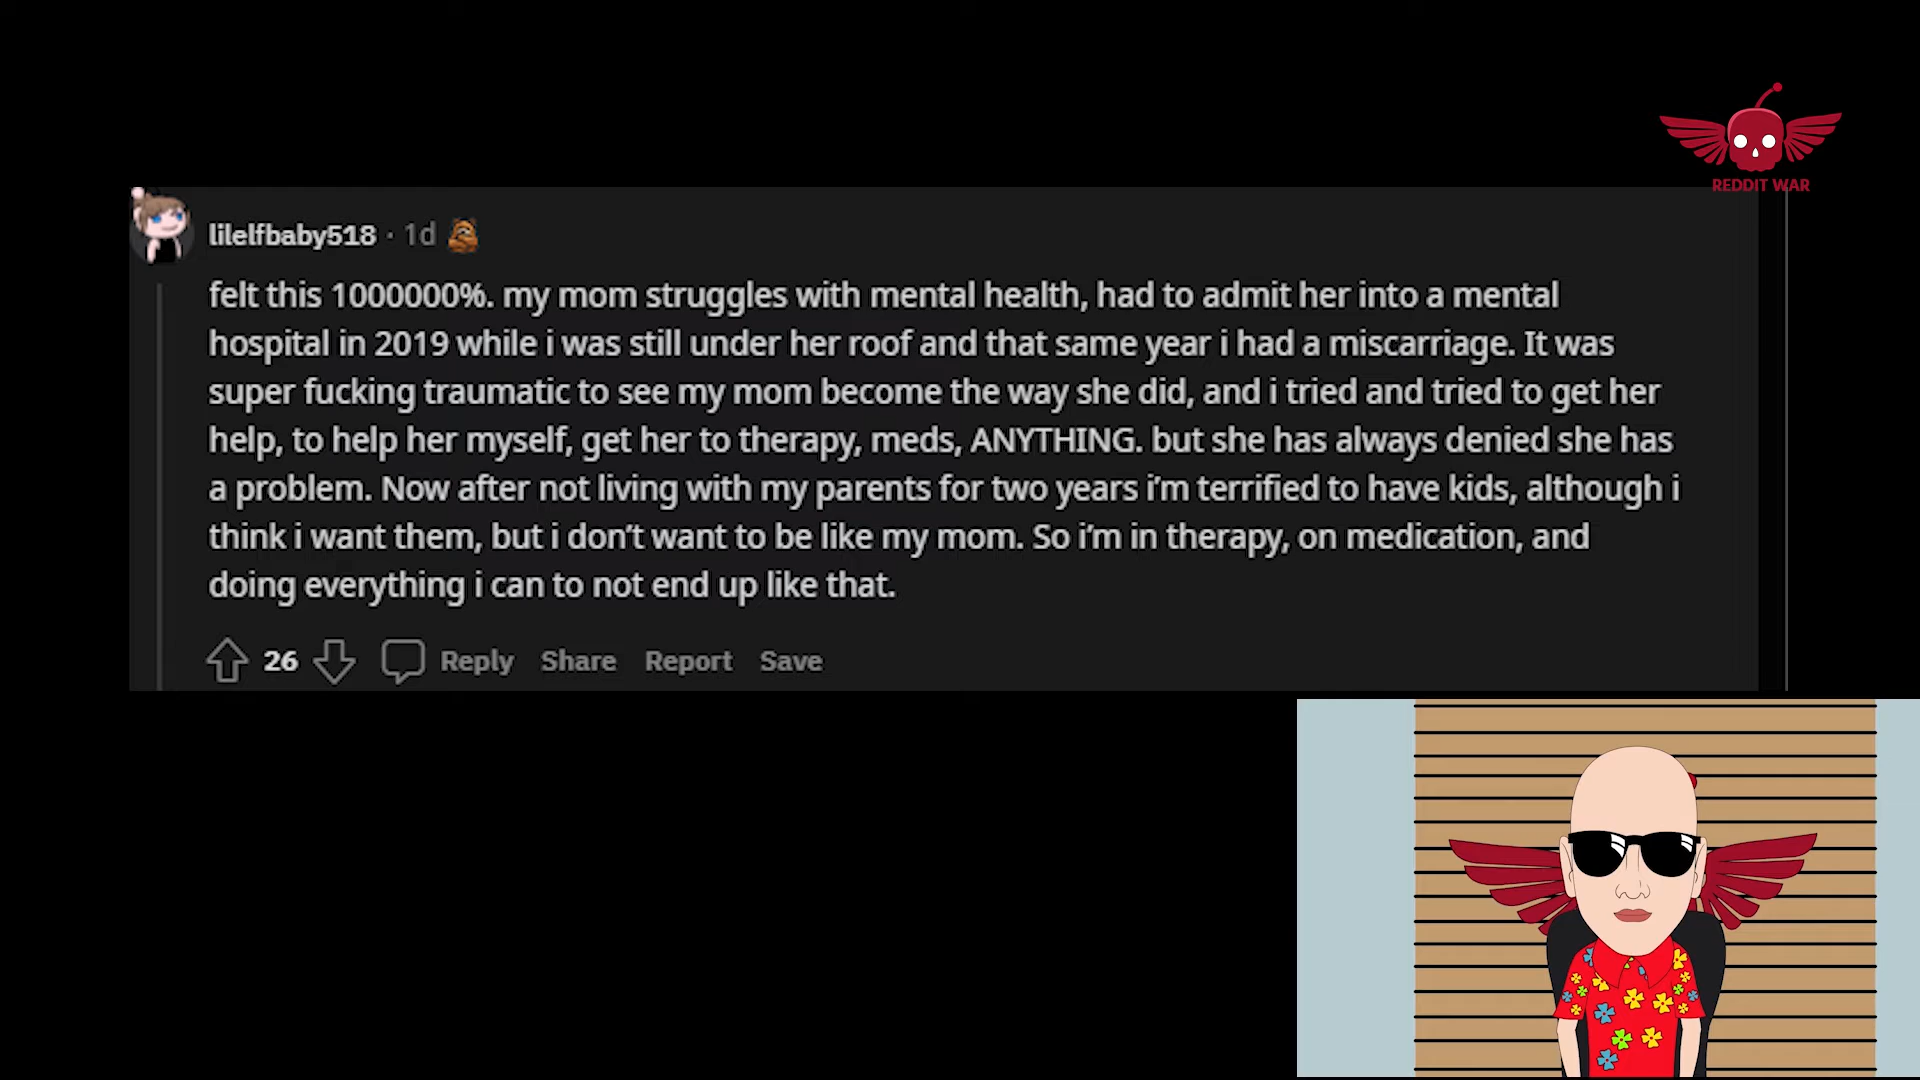 REDDIT WAR
lilelfbaby518 · 1d
felt this 1000000%. my mom struggles with mental health, had to admit her into a mental
hospital in 2019 while i was still under her roof and that same year i had a miscarriage. It was
super fucking traumatic to see my mom become the way she did, and i tried and tried to get her
help, to help her myself, get her to therapy, meds, ANYTHING. but she has always denied she has
a problem. Now after not living with my parents for two years i’m terrified to have kids, although i
think i want them, but i don’t want to be like my mom. So i’m in therapy, on medication, and
doing everything i can to not end up like that.
26 Reply Share Report Save